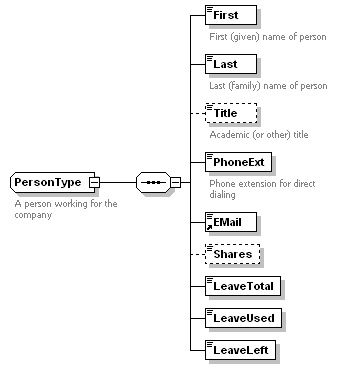 First
First (given) name of person
Last
Last (family) name of person
Title
Academic (or other) title
PersonType
A person working for the
company
PhoneExt
Phone extension for direct
dialing
EMail
Shares
LeaveTotal
LeaveUsed
LeaveLeft